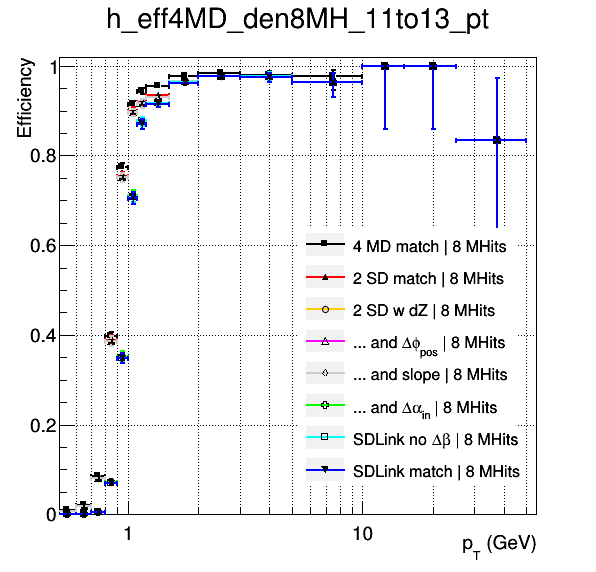 h_eff4MD_den8MH_11to13_pt
Efficiency
1
0.8
0.6
0.4
0.2
0
4 MD match | 8 MHits
2 SD match | 8 MHits
2 SD w dZ | 8 MHits
... and Δϕpos | 8 MHits
... and slope | 8 MHits
... and Δαin | 8 MHits
SDLink no Δβ | 8 MHits
SDLink match | 8 MHits
1 10
pT (GeV)